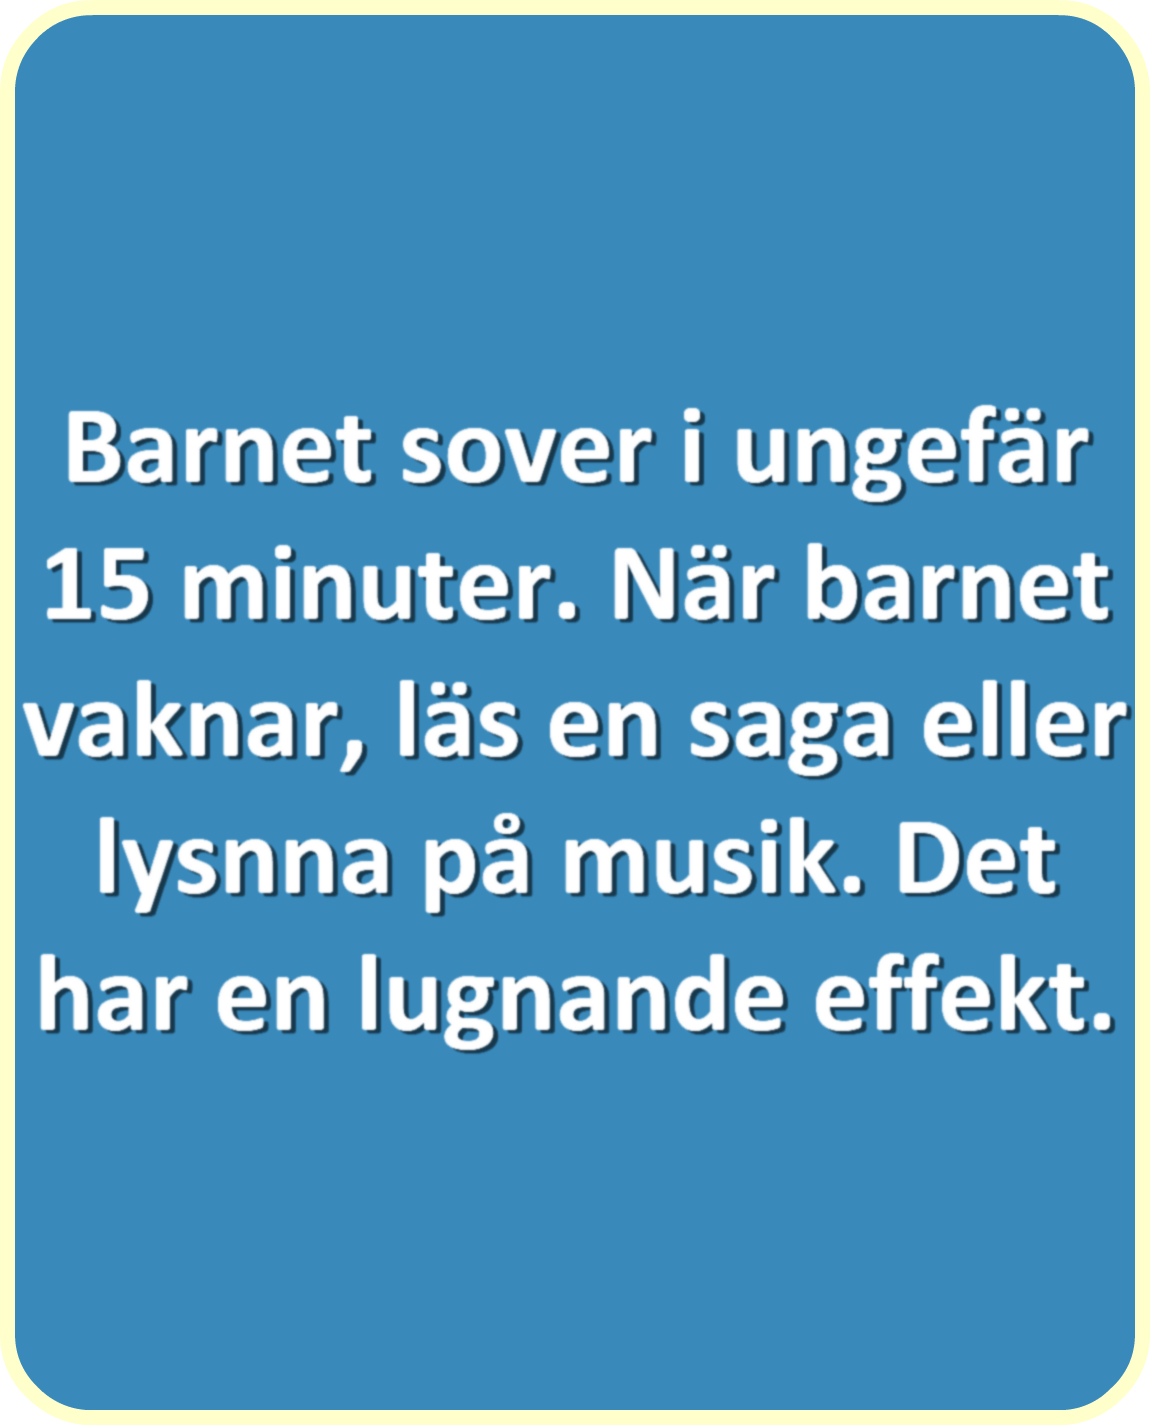 Barnet sover i ungefär
15 minuter. När barnet
vaknar, läs en saga eller
lysnna på musik. Det
har en lugnande effekt.